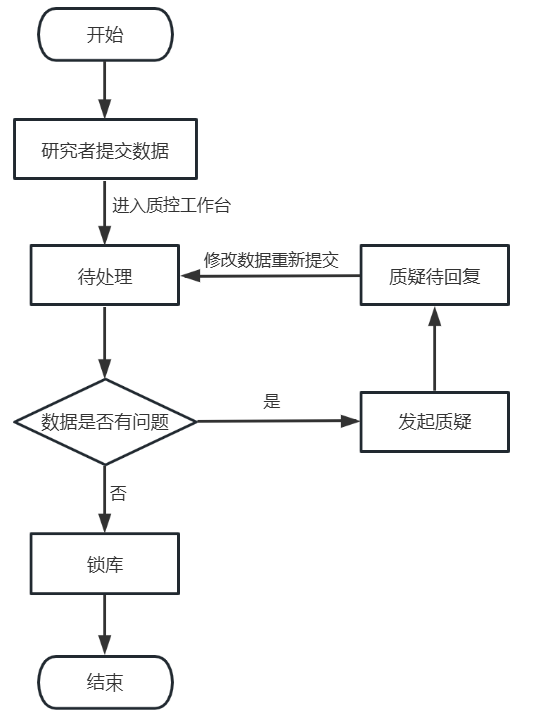 开始
研究者提交数据
进入质控工作台
待处理
修改数据重新提交
质疑待回复
数据是否有问题
是
发起质疑
否
锁库
结束